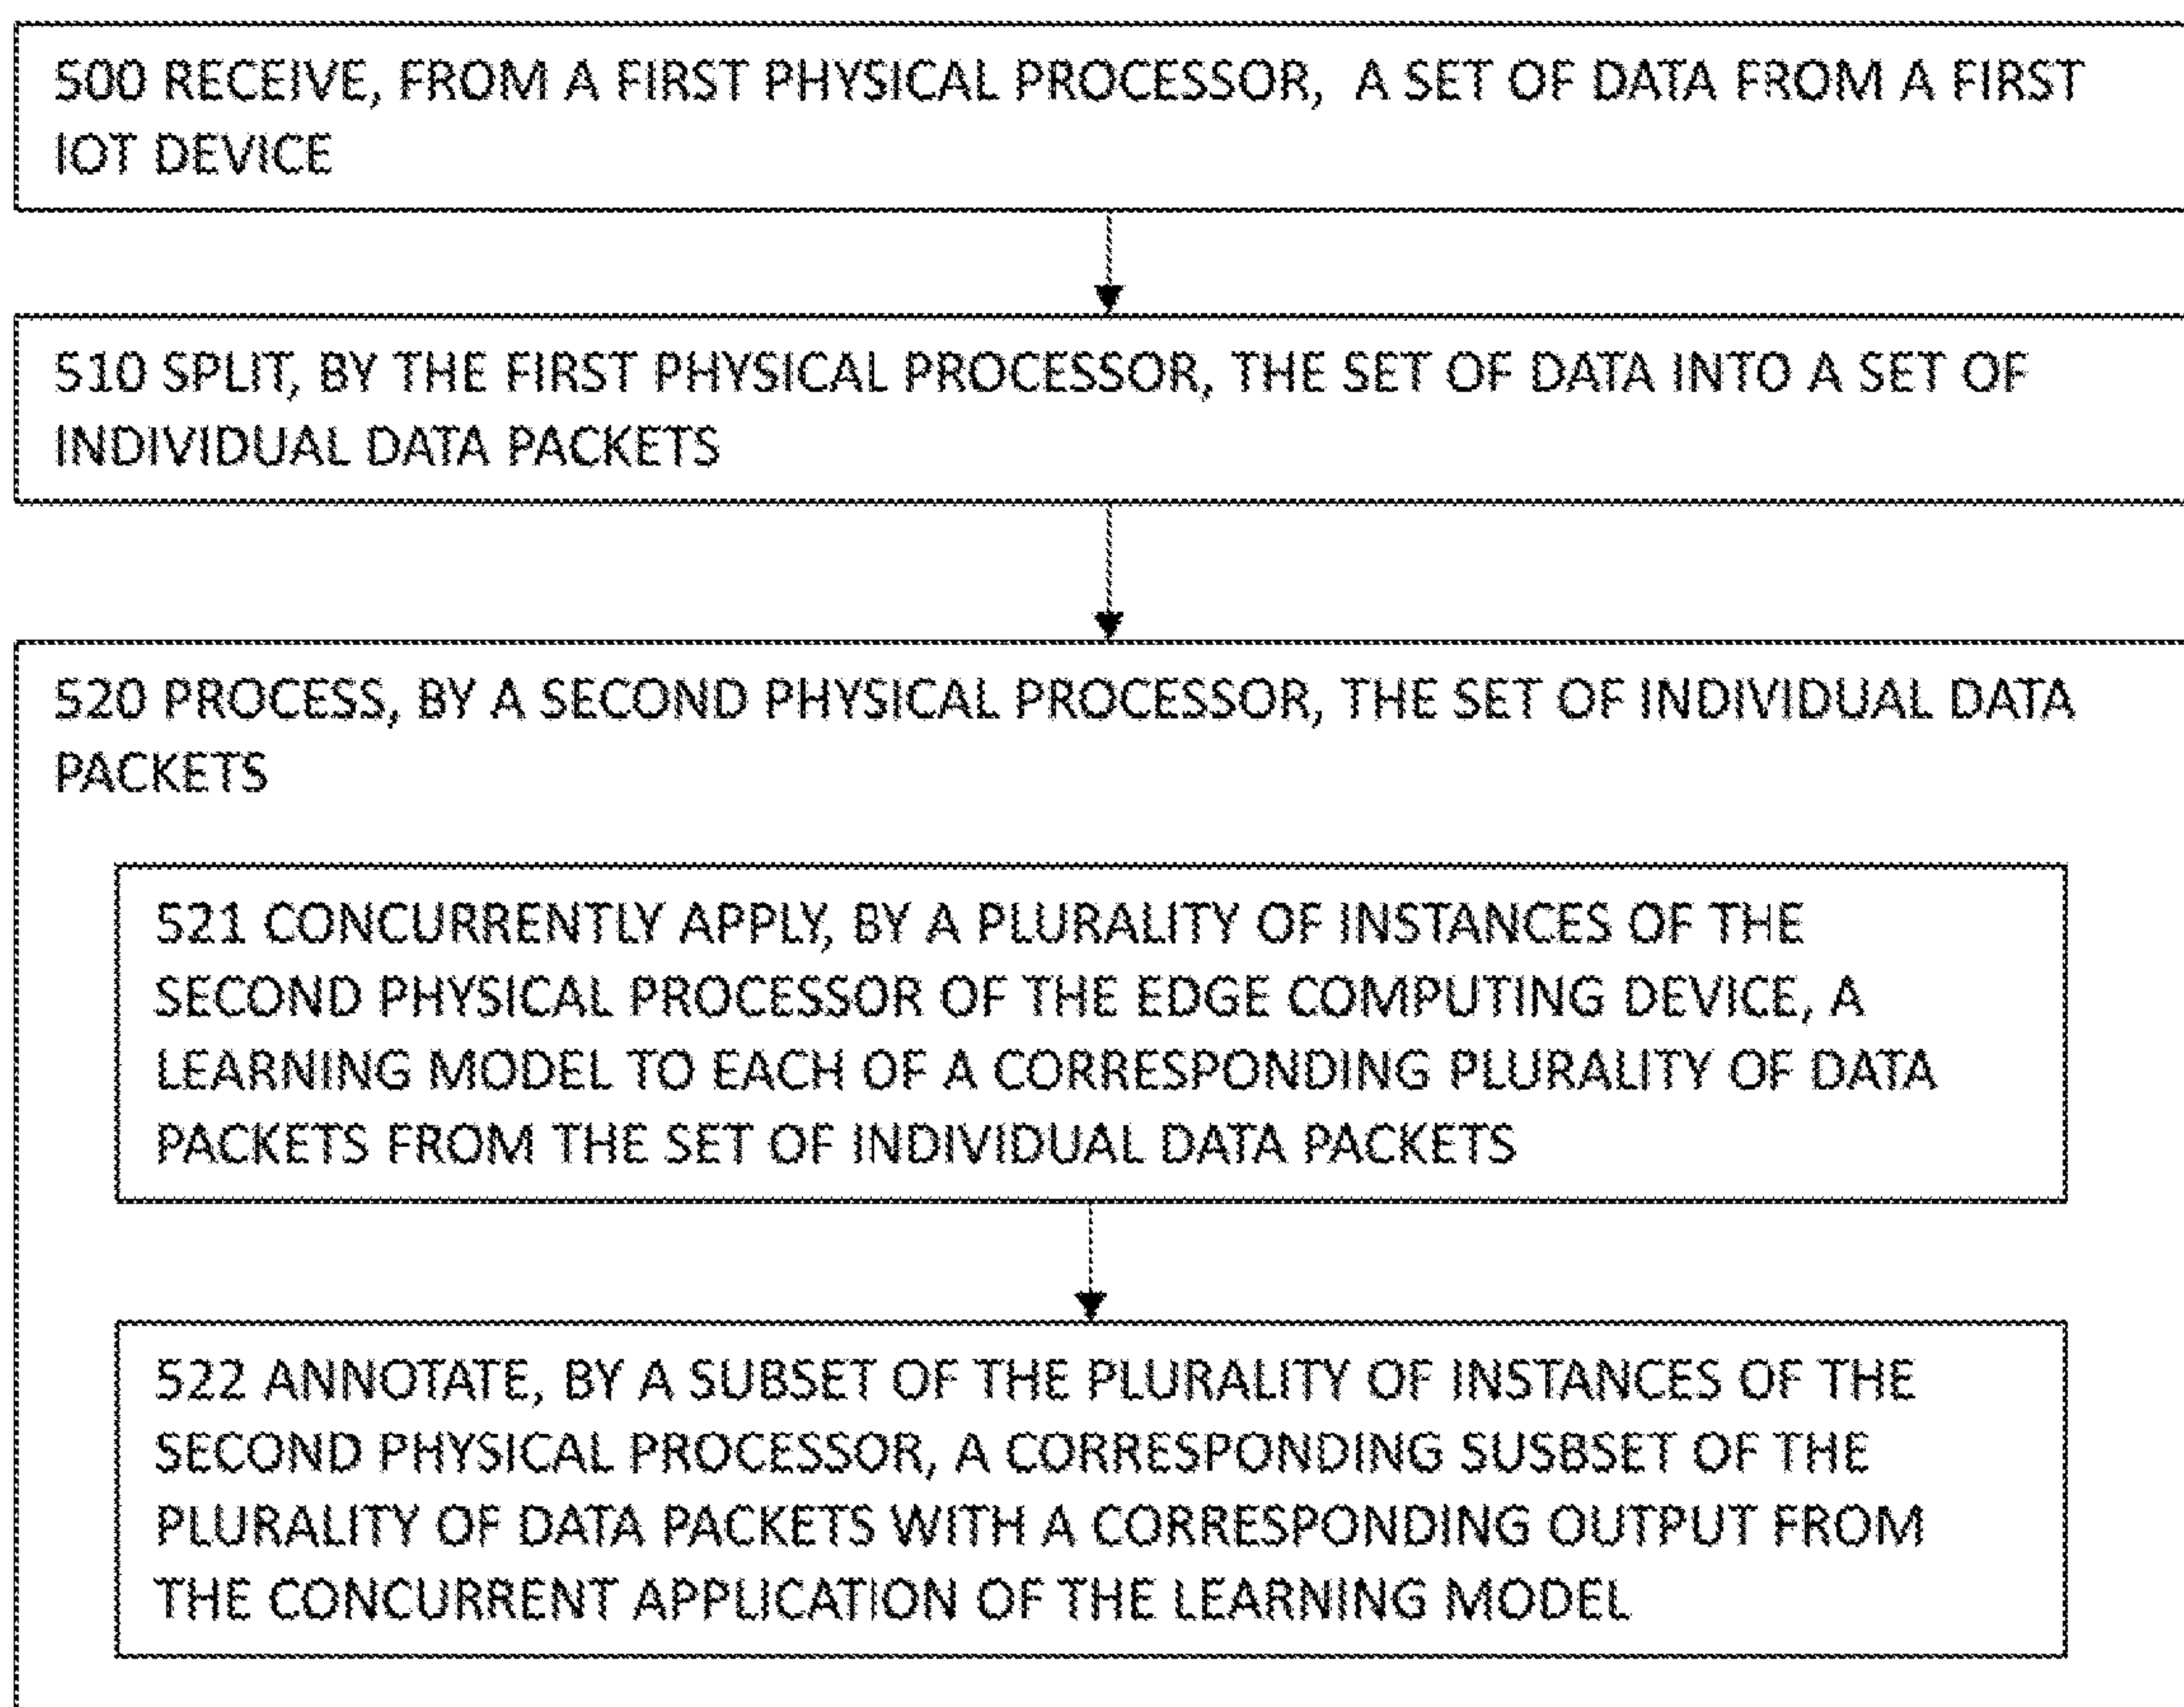 500 RECEIVE, FROM A FIRST PHYSICAL PROCESSOR, A SET OF DATA FROM A FIRST
IOT DEVICE
510 SPLIT, BY THE FIRST PHYSICAL PROCESSOR, THE SET OF DATA INTO A SET OF
INDIVIDUAL DATA PACKETS
520 PROCESS, BY A SECOND PHYSICAL PROCESSOR, THE SET OF INDIVIDUAL DATA
PACKETS
521 CONCURRENTLY APPLY, BY A PLURALITY OF INSTANCES OF THE
SECOND PHYSICAL PROCESSOR OF THE EDGE COMPUTING DEVICE, A
LEARNING MODEL TO EACH OF A CORRESPONDING PLURALITY OF DATA
PACKETS FROM THE SET OF INDIVIDUAL DATA PACKETS
522 ANNOTATE, BY A SUBSET OF THE PLURALITY OF INSTANCES OF THE
SECOND PHYSICAL PROCESSOR, A CORRESPONDING SUSBSET OF THE
PLURALITY OF DATA PACKETS WITH A CORRESPONDING OUTPUT FROM
THE CONCURRENT APPLICATION OF THE LEARNING MODEL